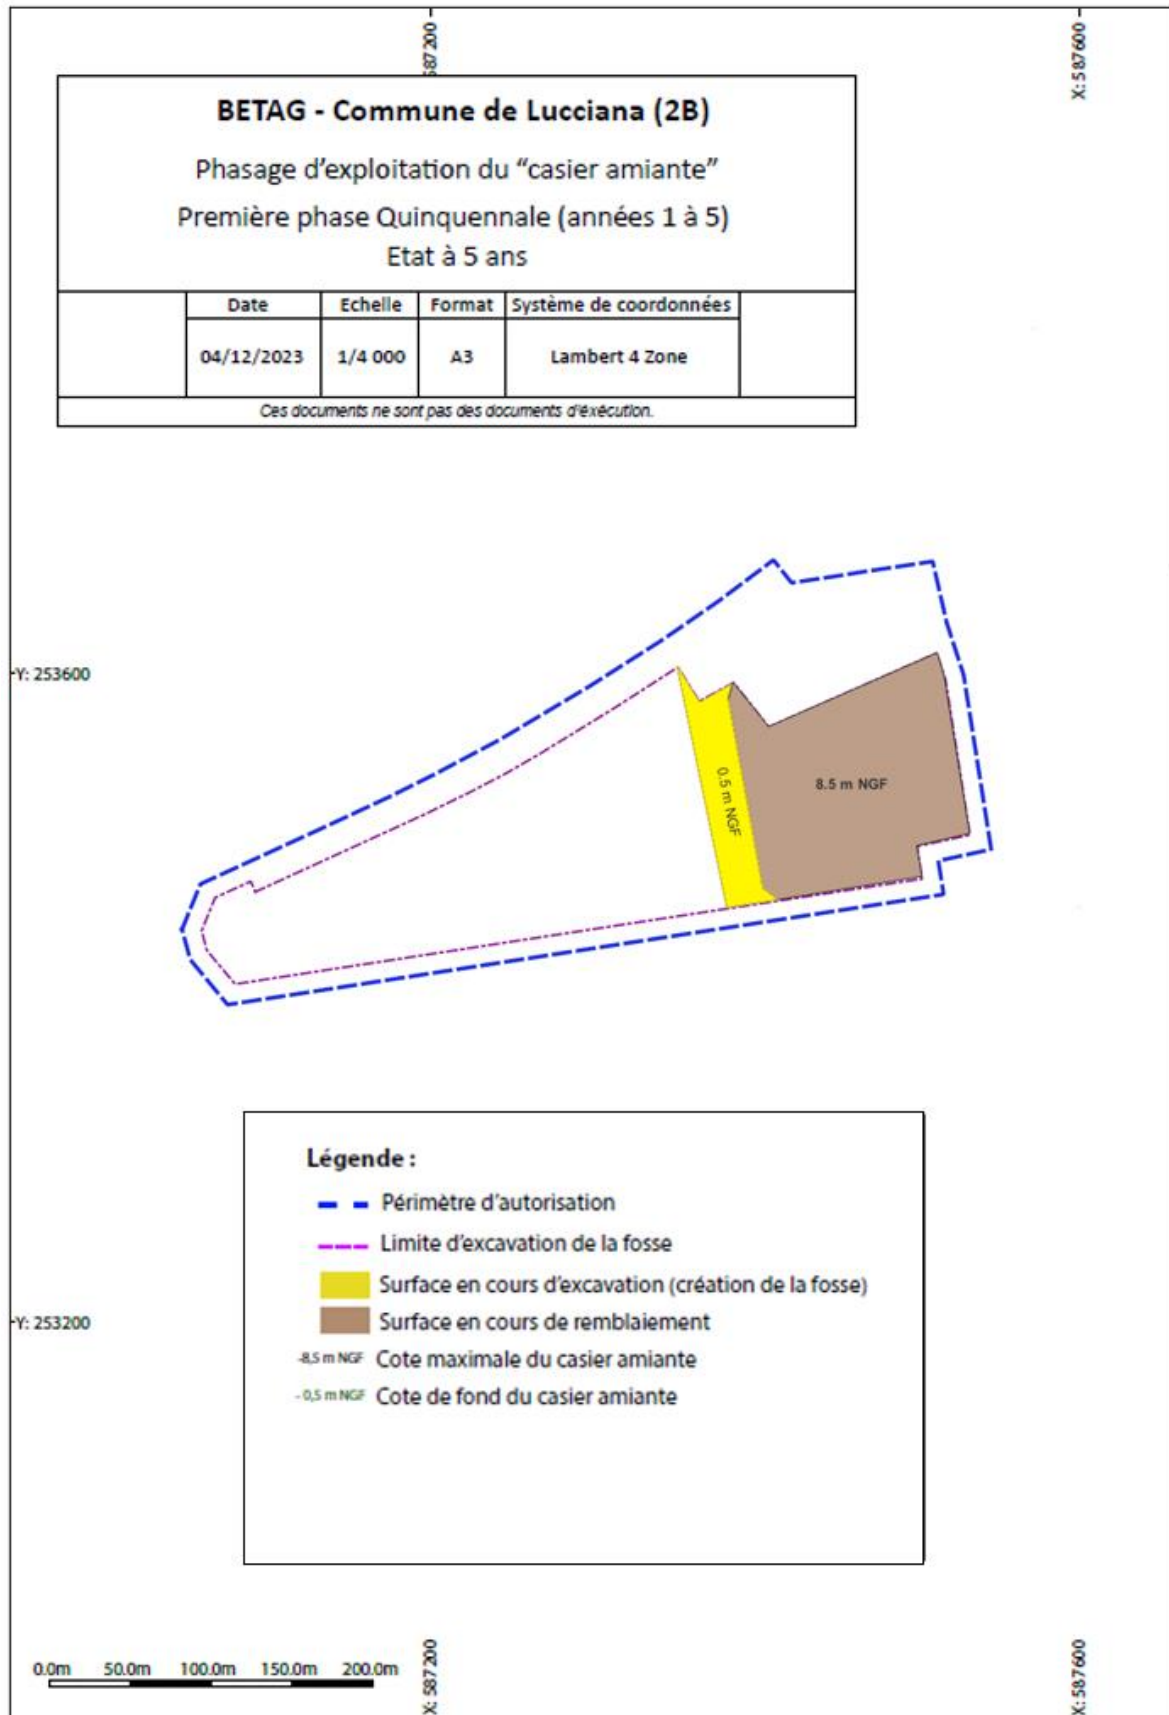 X: 587200
X: 587600
BETAG - Commune de Lucciana (2B)
Phasage d'exploitation du "casier amiante"
Première phase Quinquennale (années 1 à 5)
Etat à 5 ans
Date Echelle Format Système de coordonnées
04/12/2023 1/4 000 A3 Lambert 4 Zone
Ces documents ne sont pas des documents d'éxécution.
Y: 253600
0.5 m NGF
8.5 m NGF
Légende :
Périmètre d'autorisation
Limite d'excavation de la fosse
Surface en cours d'excavation (création de la fosse)
Y: 253200
Surface en cours de remblaiement
-8,5 m NGF Cote maximale du casier amiante
- 0,5 m NGF Cote de fond du casier amiante
0.0m 50.0m 100.0m 150.0m 200.0m
X: 587200
X: 587600